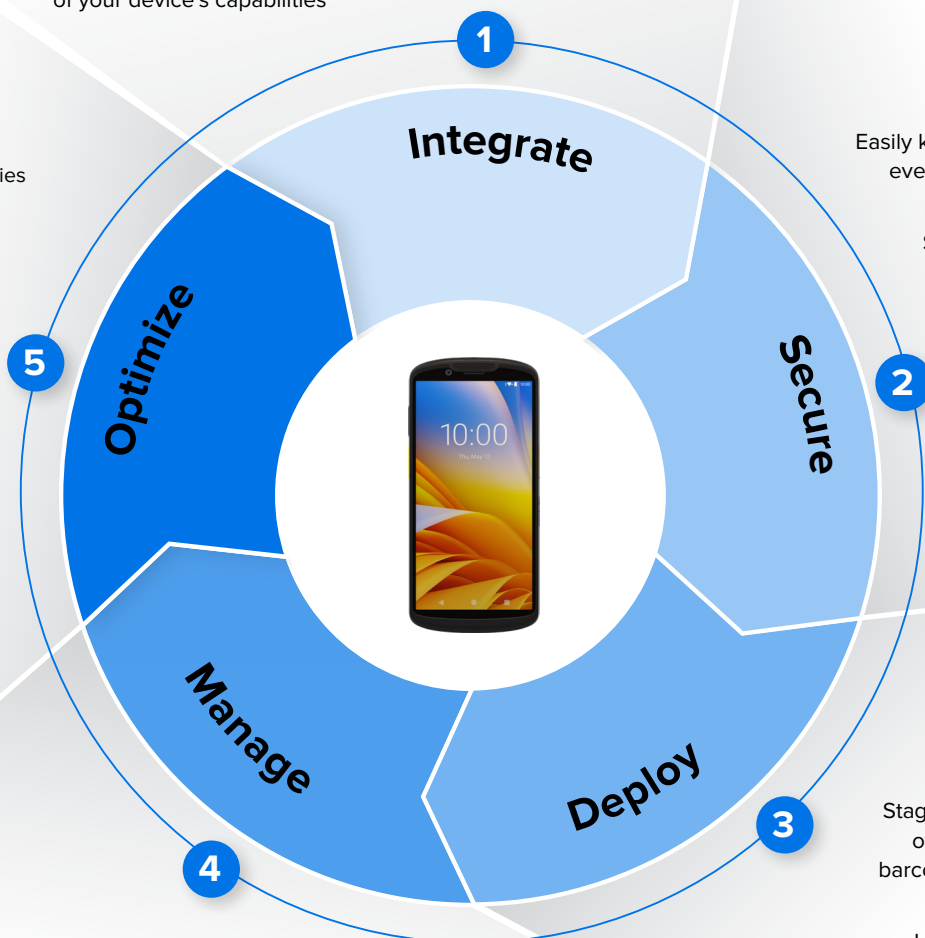 of your device's capabilities
1
Integrate
Easily
eve
ies
Secure
2
Optimize
5
10:00
Manage
4
Deploy
3
Stag
barco